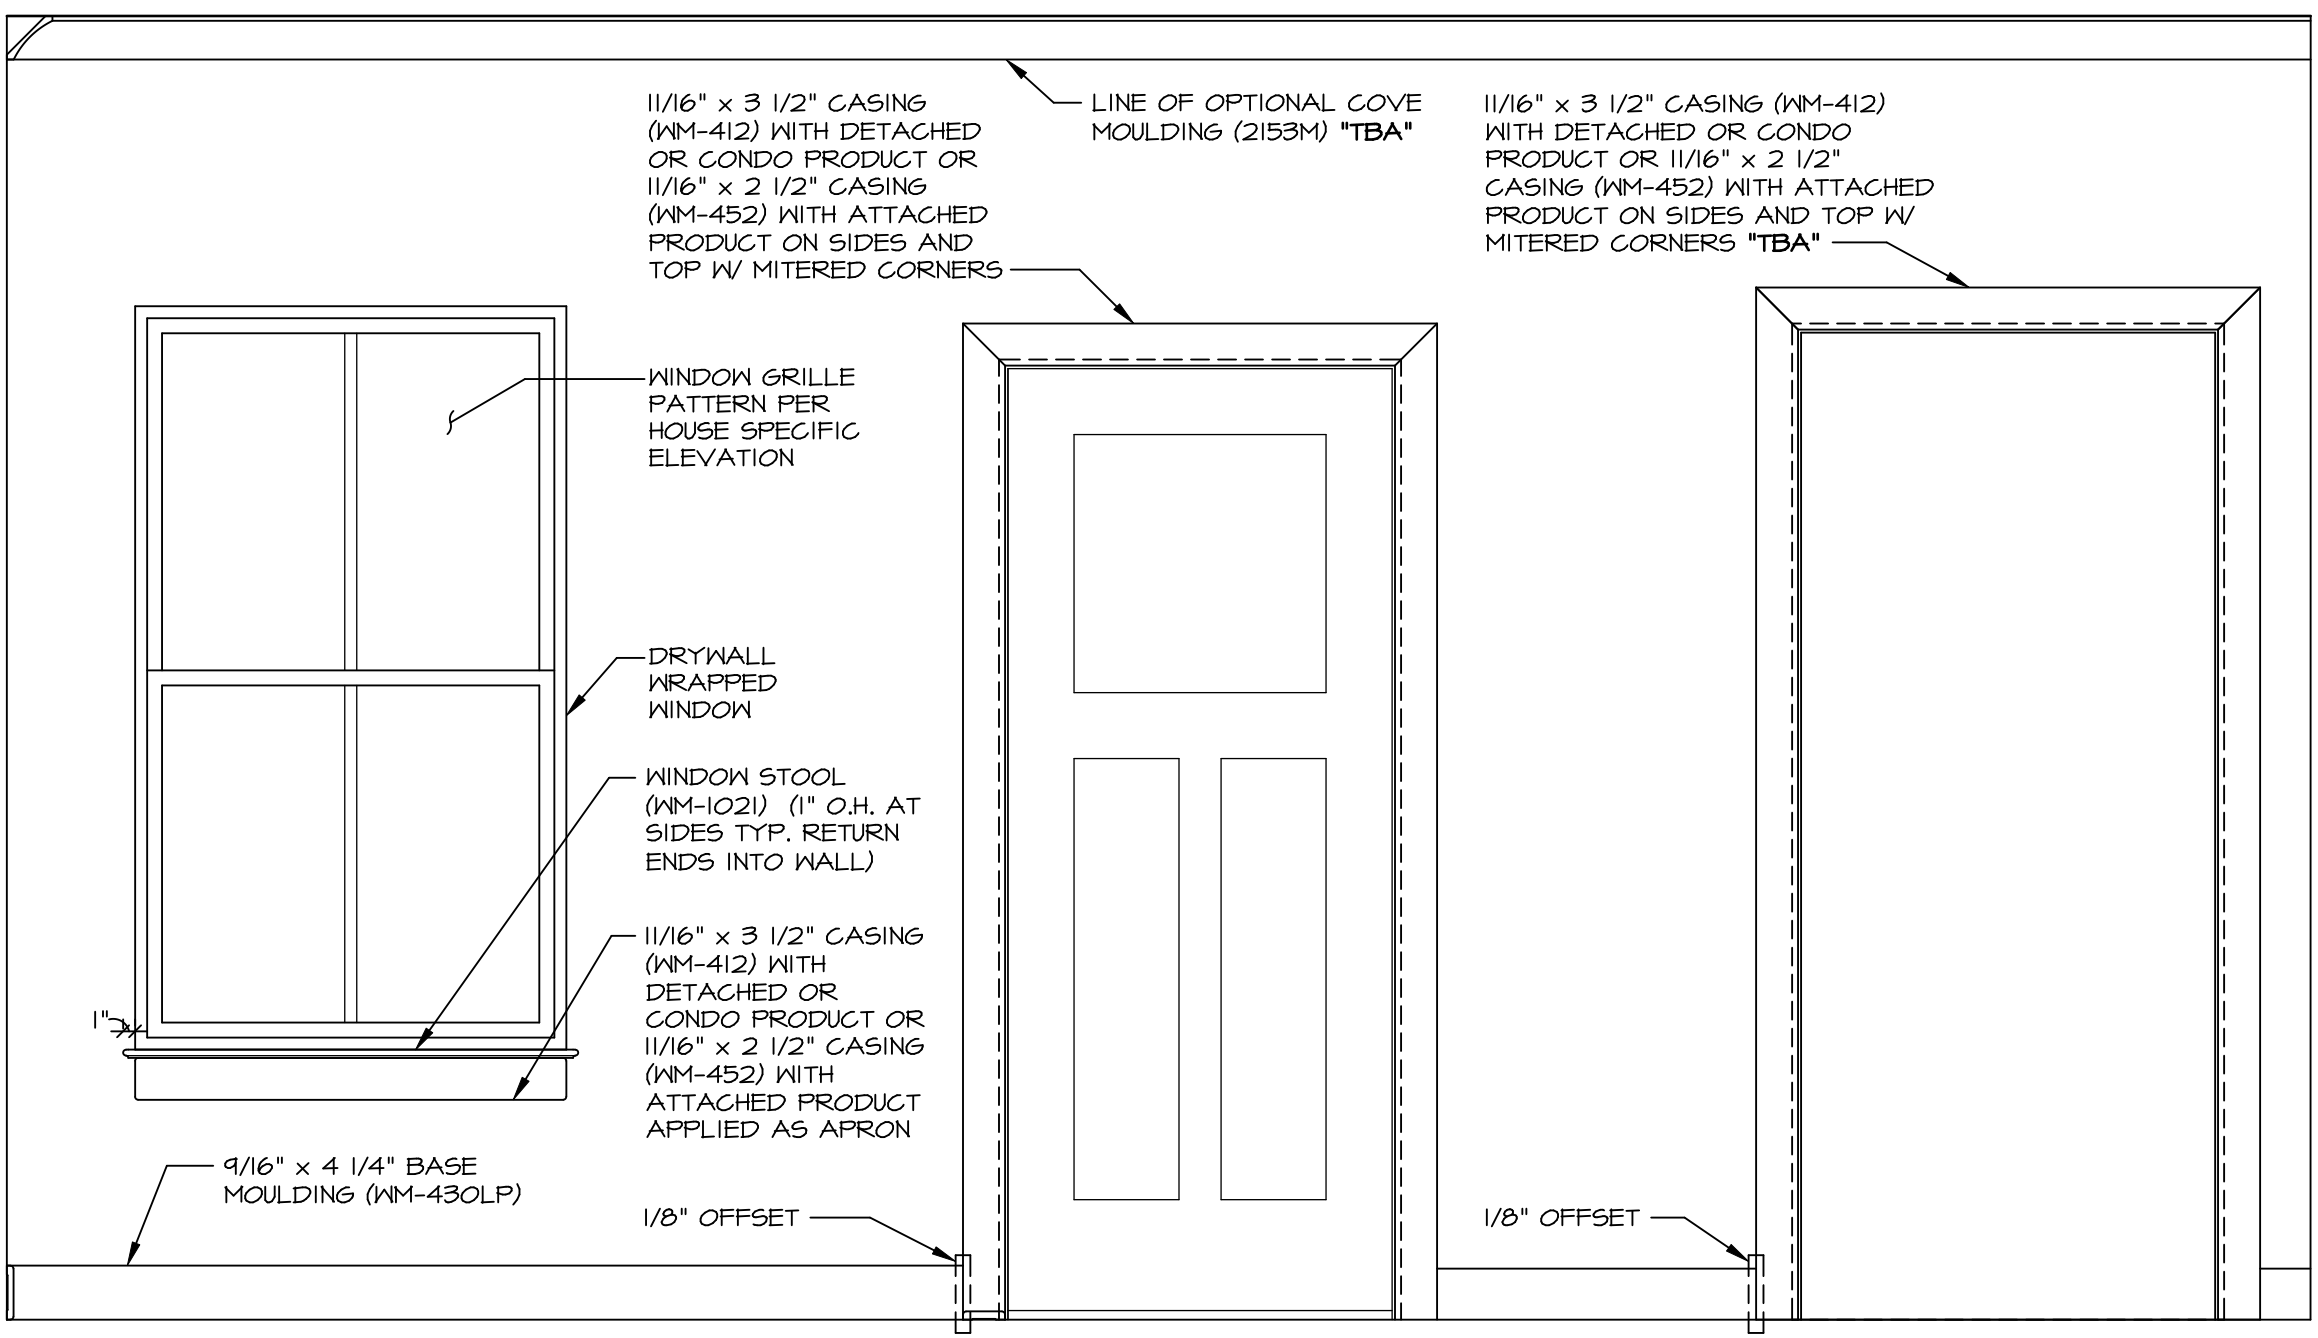 11/16" x 3 1/2" CASING
(WM-412) WITH DETACHED
OR CONDO PRODUCT OR
11/16" x 2 1/2" CASING
(WM-452) WITH ATTACHED
PRODUCT ON SIDES AND
TOP W/ MITERED CORNERS
LINE OF OPTIONAL COVE
MOULDING (2153M) "TBA"
11/16" x 3 1/2" CASING (WM-412)
WITH DETACHED OR CONDO
PRODUCT OR 11/16" x 2 1/2"
CASING (WM-452) WITH ATTACHED
PRODUCT ON SIDES AND TOP W/
MITERED CORNERS "TBA"
WINDOW GRILLE
PATTERN PER
HOUSE SPECIFIC
ELEVATION
DRYWALL
WRAPPED
WINDOW
WINDOW STOOL
(WM-1021) (1" O.H. AT
SIDES TYP. RETURN
ENDS INTO WALL)
11/16" x 3 1/2" CASING
(WM-412) WITH
DETACHED OR
CONDO PRODUCT OR
11/16" x 2 1/2" CASING
(WM-452) WITH
ATTACHED PRODUCT
APPLIED AS APRON
1"
9/16" x 4 1/4" BASE
MOULDING (WM-430LP)
1/8" OFFSET
1/8" OFFSET